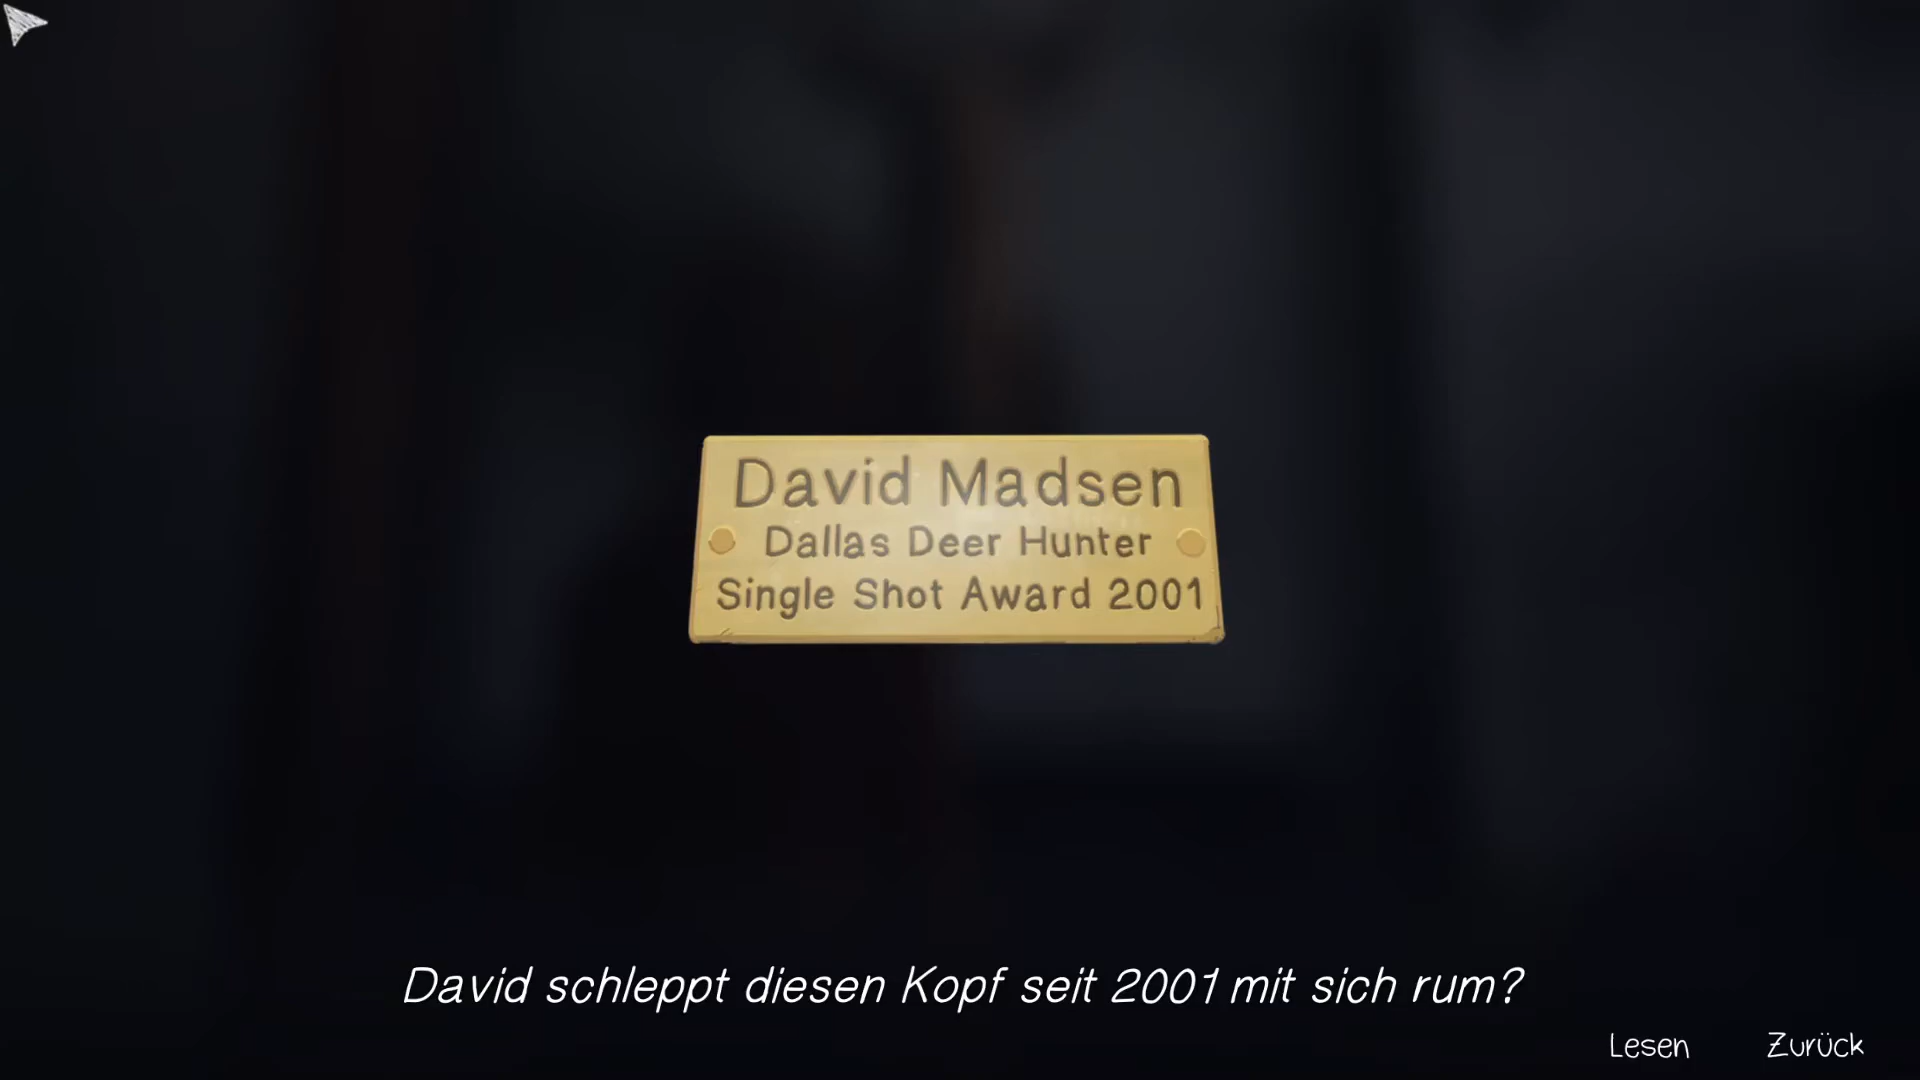 David Madsen
Dallas Deer Hunter
Single Shot Award 2001
David schleppt diesen Kopf seit 2001 mit sich rum?
Lesen
Zurück